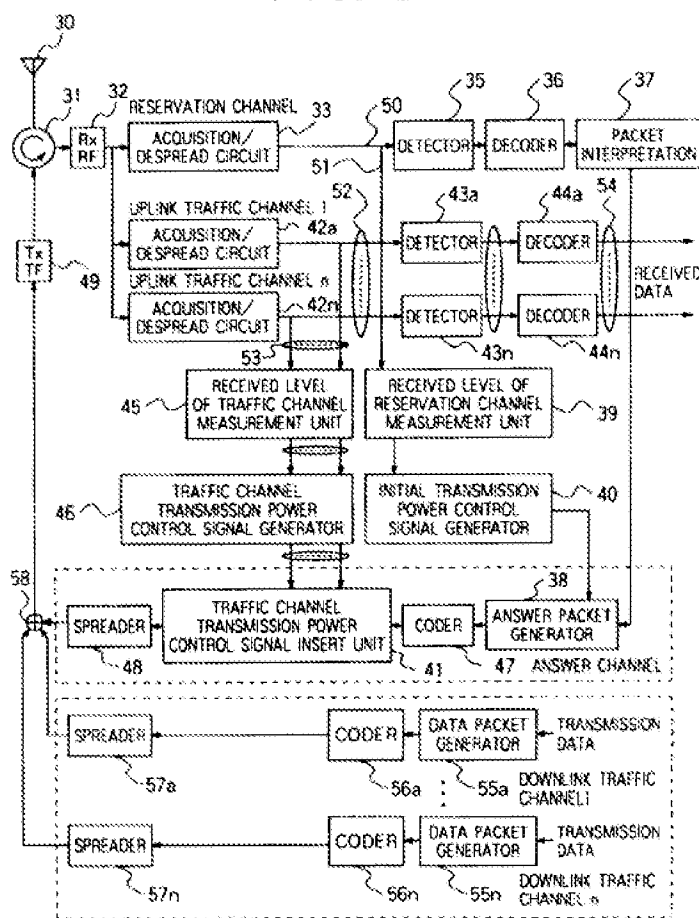 30
31
32
RESERVATION CHANNEL
33
50
35
36
37
Rx
RF
ACQUISITION/
DESPREAD CIRCUIT
DETECTOR
DECODER
PACKET
INTERPRETATION
51
52
43a
44a
54
UPLINK TRAFFIC CHANNEL 1
42a
ACQUISITION/
DESPREAD CIRCUIT
DETECTOR
DECODER
Tx
TF
49
UPLINK TRAFFIC CHANNEL n
42n
ACQUISITION/
DESPREAD CIRCUIT
DETECTOR
DECODER
RECEIVED
DATA
53
43n
44n
45
RECEIVED LEVEL
OF TRAFFIC CHANNEL
MEASUREMENT UNIT
RECEIVED LEVEL OF
RESERVATION CHANNEL
MEASUREMENT UNIT
39
46
TRAFFIC CHANNEL
TRANSMISSION POWER
CONTROL SIGNAL GENERATOR
INITIAL TRANSMISSION
POWER CONTROL
SIGNAL GENERATOR
40
58
38
SPREADER
48
TRAFFIC CHANNEL
TRANSMISSION POWER
CONTROL SIGNAL INSERT UNIT
41
CODER
47
ANSWER PACKET
GENERATOR
ANSWER CHANNEL
SPREADER
57a
CODER
56a
DATA PACKET
GENERATOR
55a
TRANSMISSION
DATA
DOWNLINK TRAFFIC
CHANNEL1
SPREADER
57n
CODER
56n
DATA PACKET
GENERATOR
55n
TRANSMISSION
DATA
DOWNLINK TRAFFIC
CHANNEL n